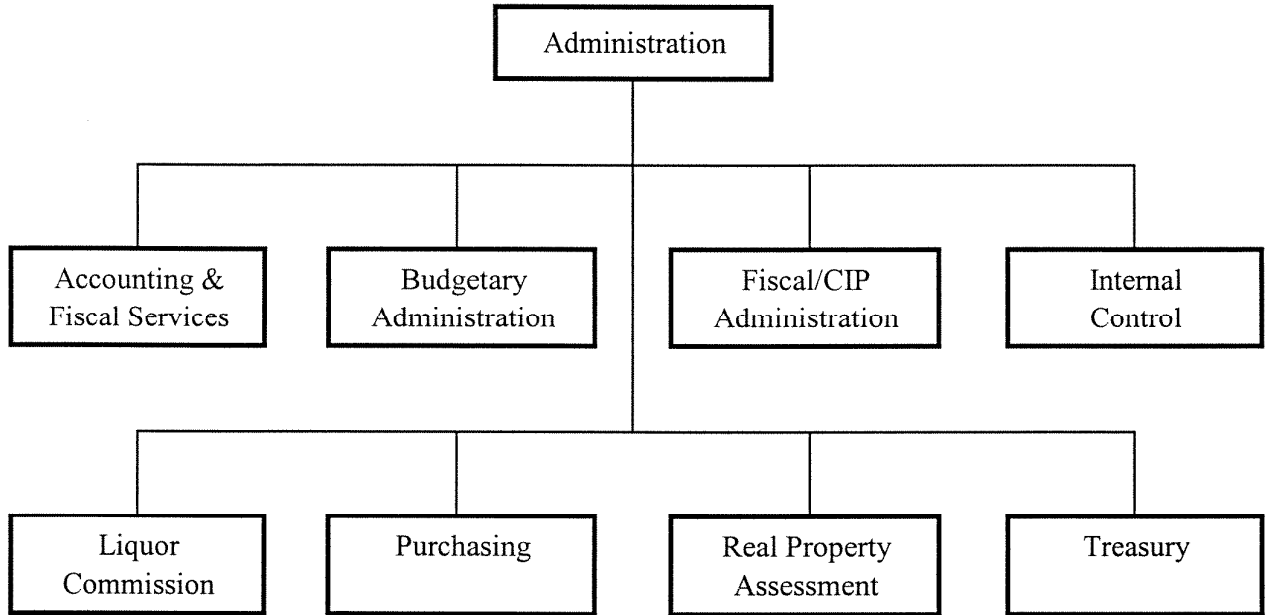 Administration
Accounting &
Fiscal Services
Budgetary
Administration
Fiscal/CIP
Administration
Internal
Control
Liquor
Commission
Purchasing
Real Property
Assessment
Treasury